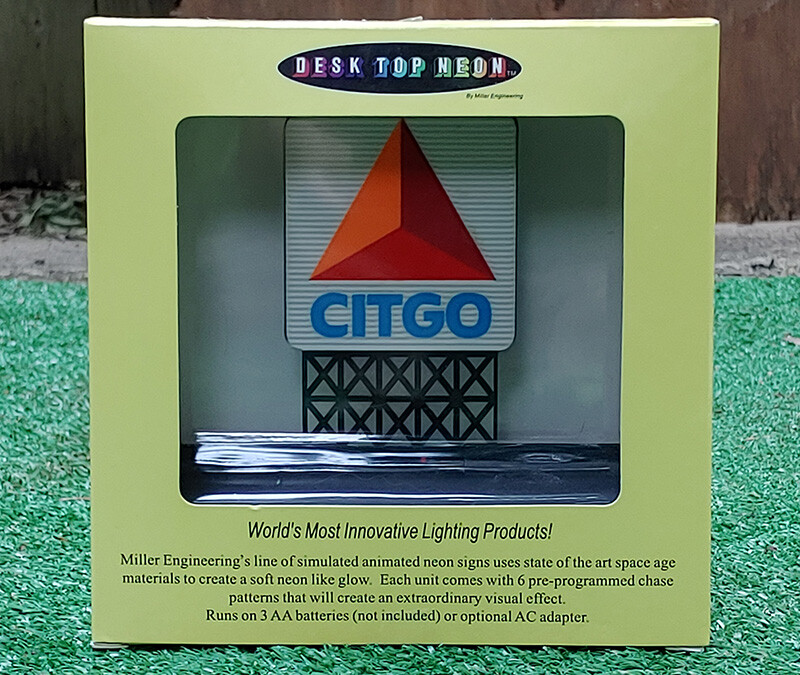 DESK TOP NEON™
By Miller Engineering
CITGO
World's Most Innovative Lighting Products!
Miller Engineering's line of simulated animated neon signs uses state of the art space age
materials to create a soft neon like glow. Each unit comes with 6 pre-programmed chase
patterns that will create an extraordinary visual effect.
Runs on 3 AA batteries (not included) or optional AC adapter.